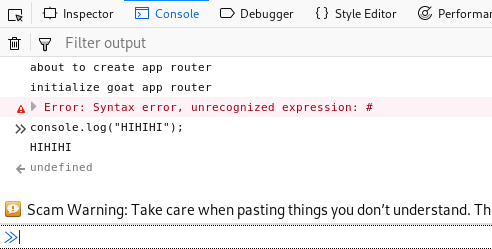 Inspector Console Debugger {} Style Editor Performa
Filter output
about to create app router
initialize goat app router
Error: Syntax error, unrecognized expression: #
console.log("HIHIHI");
HIHIHI
undefined
Scam Warning: Take care when pasting things you don’t understand. Th